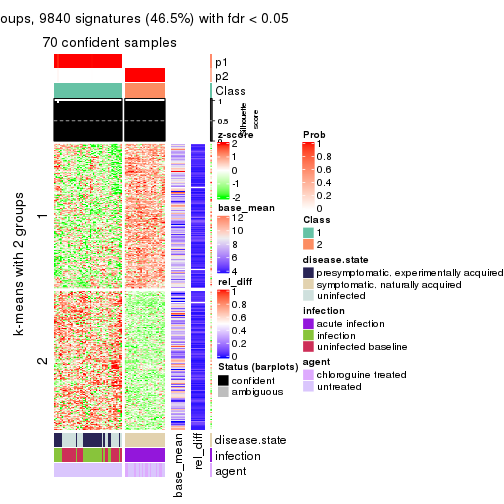 oups, 9840 signatures (46.5%) with fdr < 0.05
70 confident samples
p1
p2
Class
1
0.5
0
Silhouette
score
k-means with 2 groups
1
2
z-score
2
1
0
-1
-2
base_mean
12
10
8
6
4
rel_diff
1
0.8
0.6
0.4
0.2
0
Status (barplots)
confident
ambiguous
Prob
1
0.8
0.6
0.4
0.2
0
Class
1
2
disease.state
presymptomatic, experimentally acquired
symptomatic, naturally acquired
uninfected
infection
acute infection
infection
uninfected baseline
agent
chloroguine treated
untreated
disease.state
infection
agent
base_mean
rel_diff